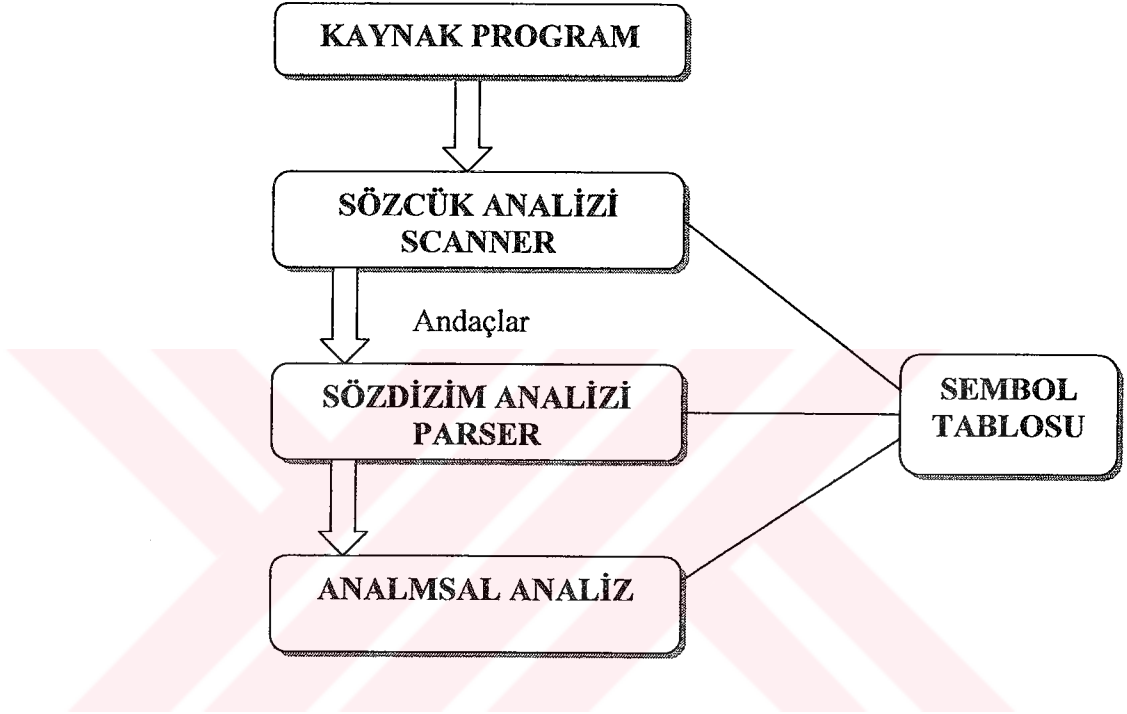 KAYNAK PROGRAM
SÖZCÜK ANALİZİ
SCANNER
Andaçlar
SÖZDİZİM ANALİZİ
PARSER
SEMBOL
TABLOSU
ANALMSAL ANALİZ